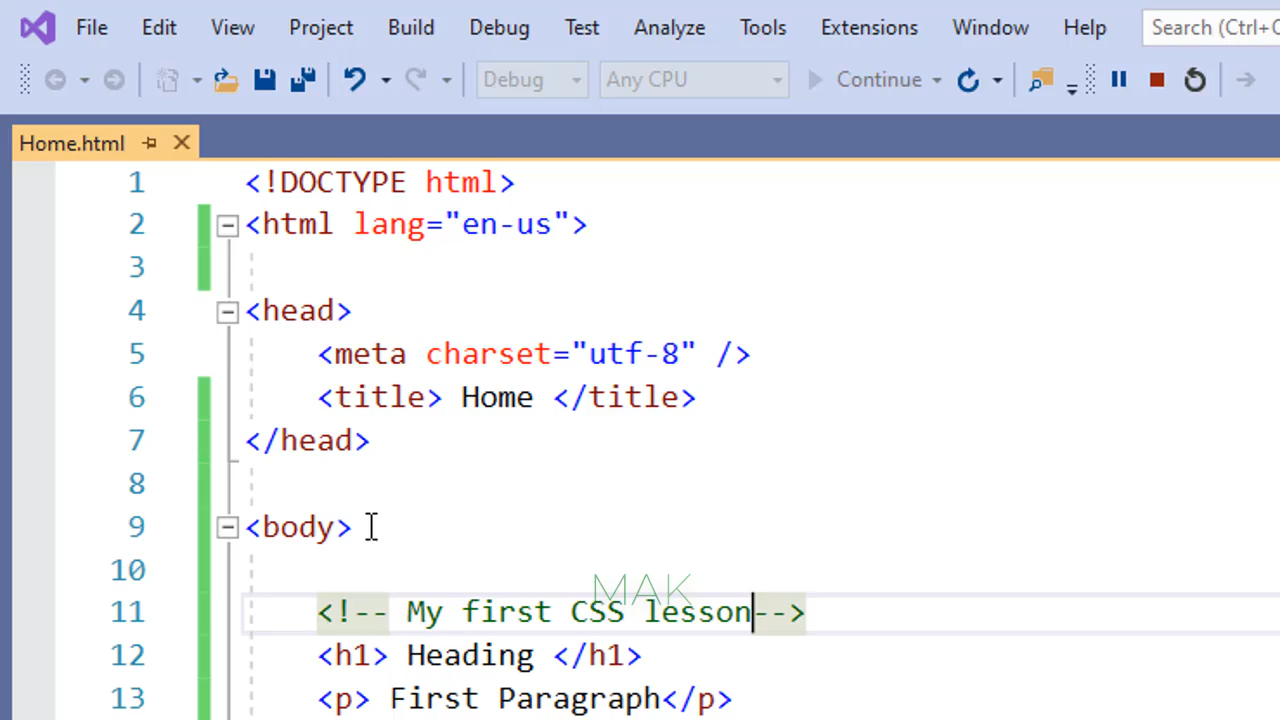 File Edit View Project Build Debug Test Analyze Tools Extensions Window Help Search (Ctrl+
Debug Any CPU Continue
Home.html
1 <!DOCTYPE html>
2 <html lang="en-us">
3
4 <head>
5 <meta charset="utf-8" />
6 <title> Home </title>
7 </head>
8
9 <body>
10
MAK
11 <!-- My first CSS lesson-->
12 <h1> Heading </h1>
13 <p> First Paragraph</p>